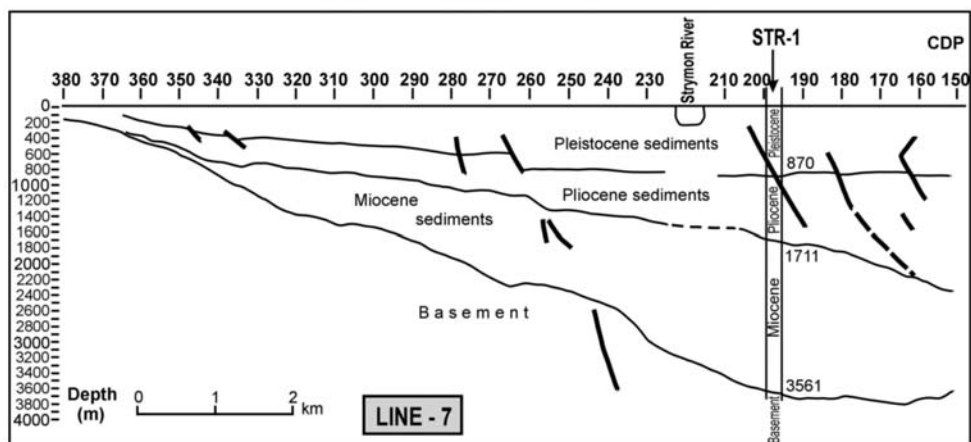 STR-1
CDP
Strymon River
380 370 360 350 340 330 320 310 300 290 280 270 260 250 240 230 210 200 190 180 170 160 150
0
200
400
600
800
1000
1200
1400
1600
1800
2000
2200
2400
2600
2800
3000
3200
3400
3600
3800
4000
Pleistocene sediments
Pleistocene
870
Pliocene sediments
Pliocene
Miocene
sediments
1711
Miocene
Basement
3561
Basement
Depth
(m)
0 1 2
km
LINE - 7